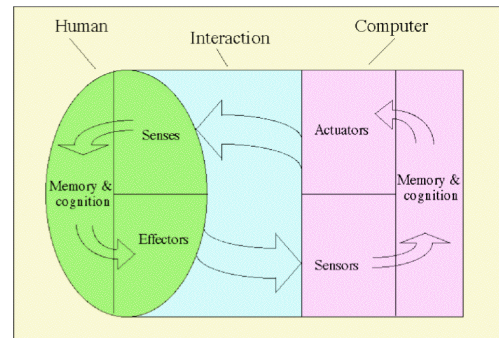 Human
Interaction
Computer
Senses
Actuators
Memory &
cognition
Memory &
cognition
Effectors
Sensors